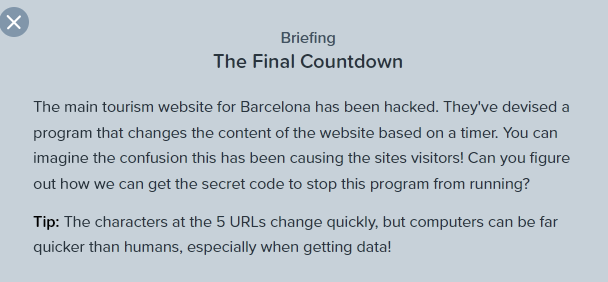 Briefing
The Final Countdown
The main tourism website for Barcelona has been hacked. They've devised a
program that changes the content of the website based on a timer. You can
imagine the confusion this has been causing the sites visitors! Can you figure
out how we can get the secret code to stop this program from running?
Tip: The characters at the 5 URLs change quickly, but computers can be far
quicker than humans, especially when getting data!